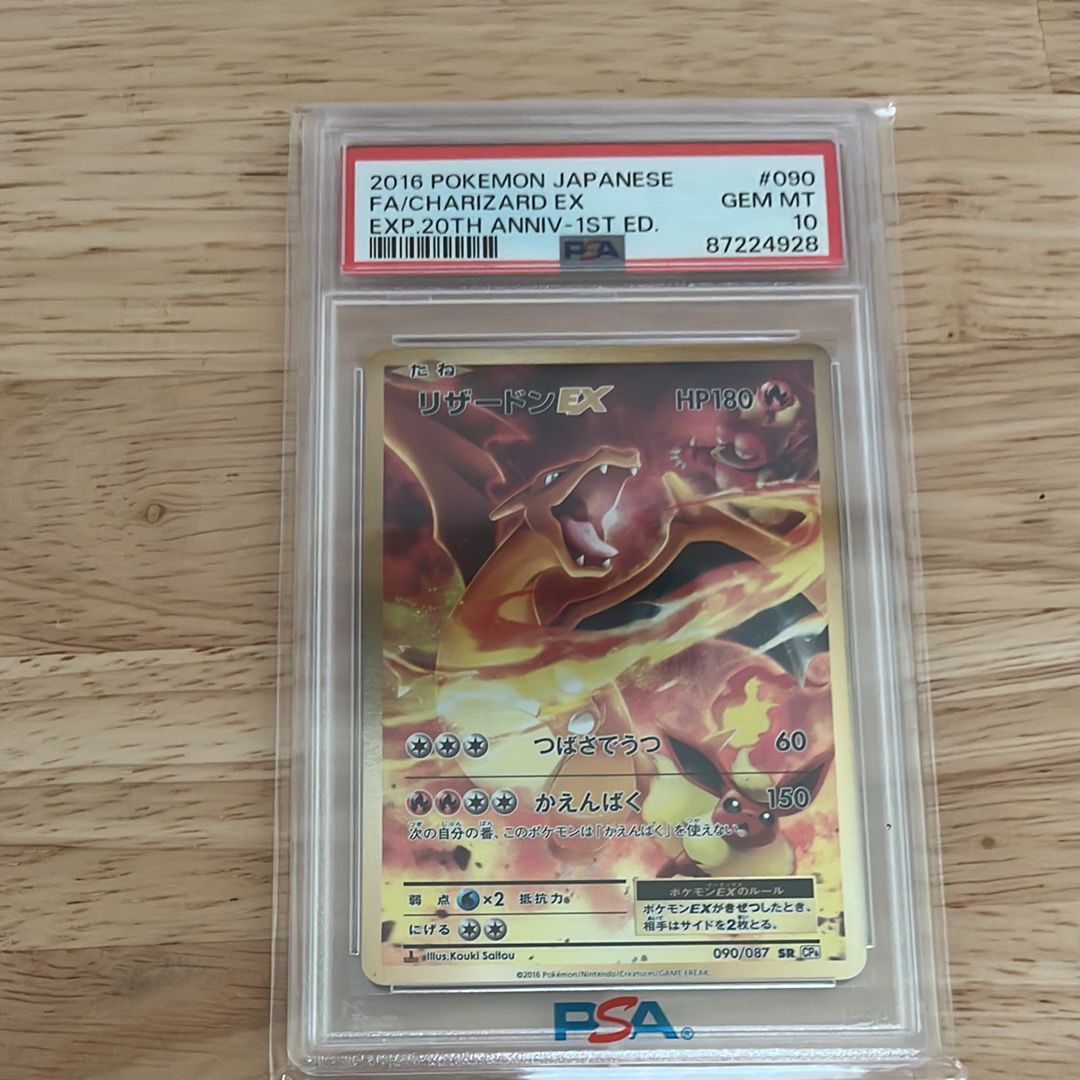 2016 POKEMON JAPANESE #090
FA/CHARIZARD EX GEM MT
EXP.20TH ANNIV-1ST ED. 10
PSA 87224928
たね
リザードンEX HP180
つばさでうつ 60
かえんばく 150
次の自分の番、このポケモンは「かえんばく」を使えない。
弱点 ×2 抵抗力
にげる
ポケモンEXのルール
ポケモンEXがきぜつしたとき、
相手はサイドを2枚とる。
Illus.Kouki Saitou
090/087 SR CP6
©2016 Pokémon/Nintendo/Creatures/GAME FREAK.
PSA®